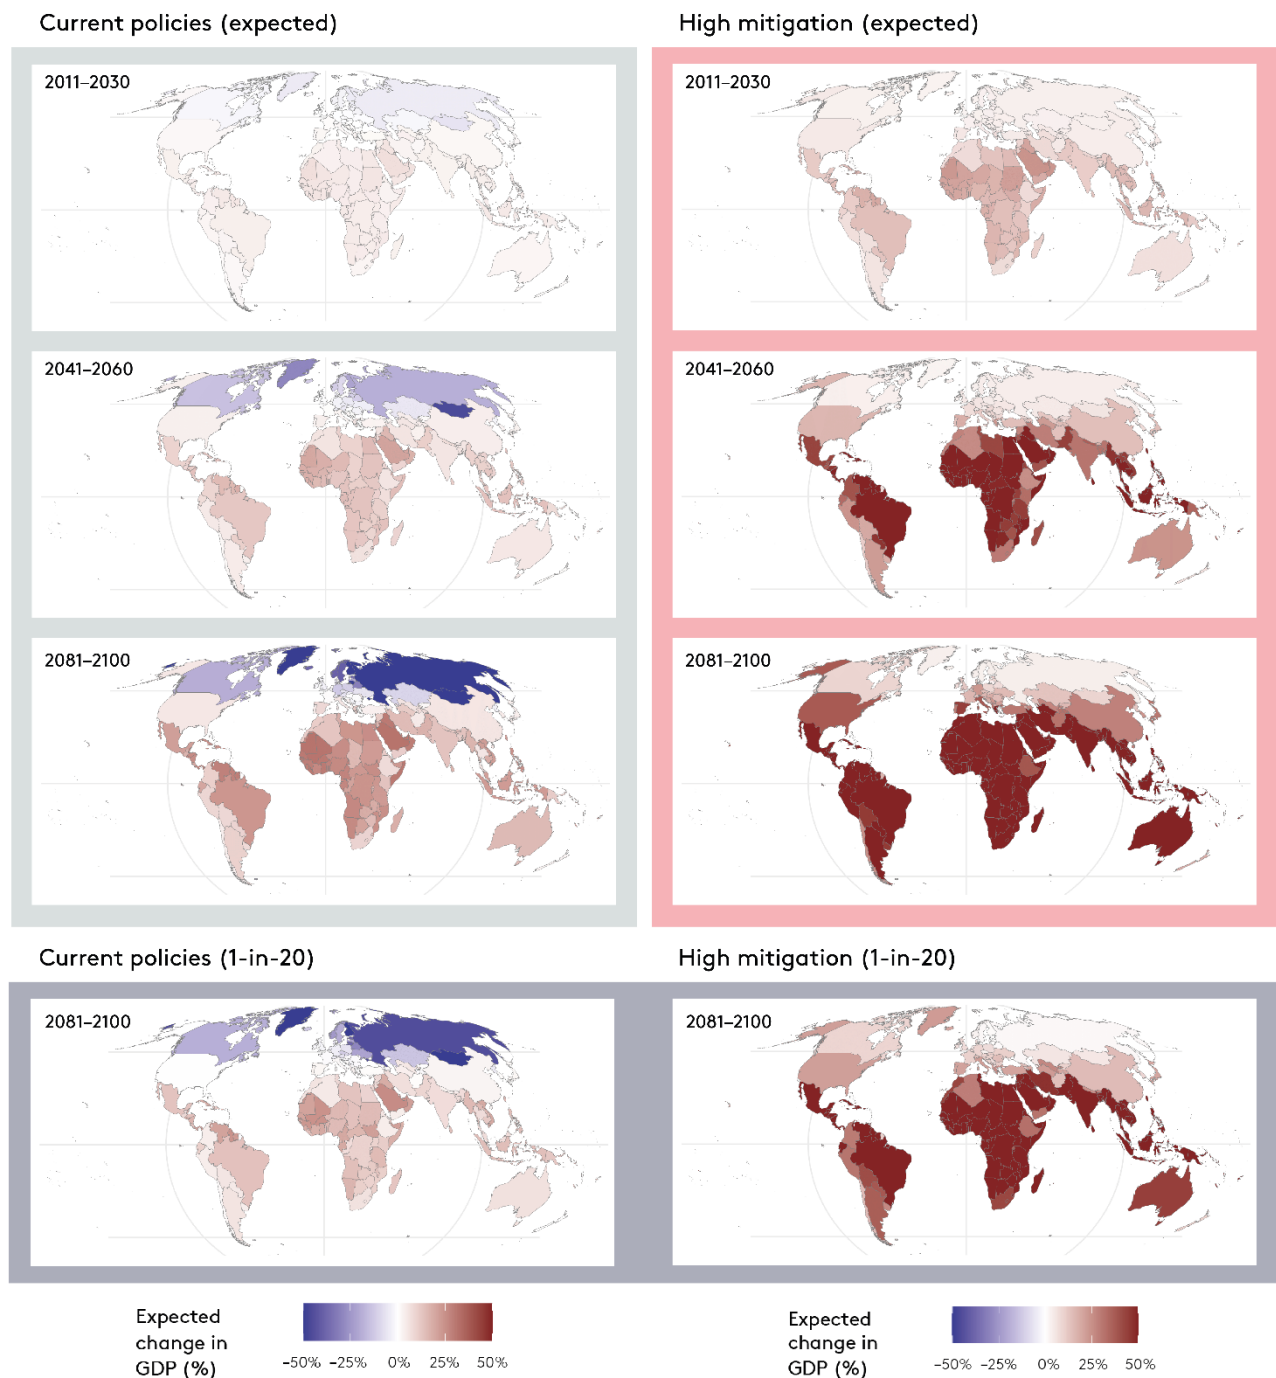 Current policies (expected)
High mitigation (expected)
2011–2030
2011–2030
2041–2060
2041–2060
2081–2100
2081–2100
Current policies (1-in-20)
High mitigation (1-in-20)
2081–2100
2081–2100
Expected
change in
GDP (%)
−50% −25% 0% 25% 50%
Expected
change in
GDP (%)
−50% −25% 0% 25% 50%